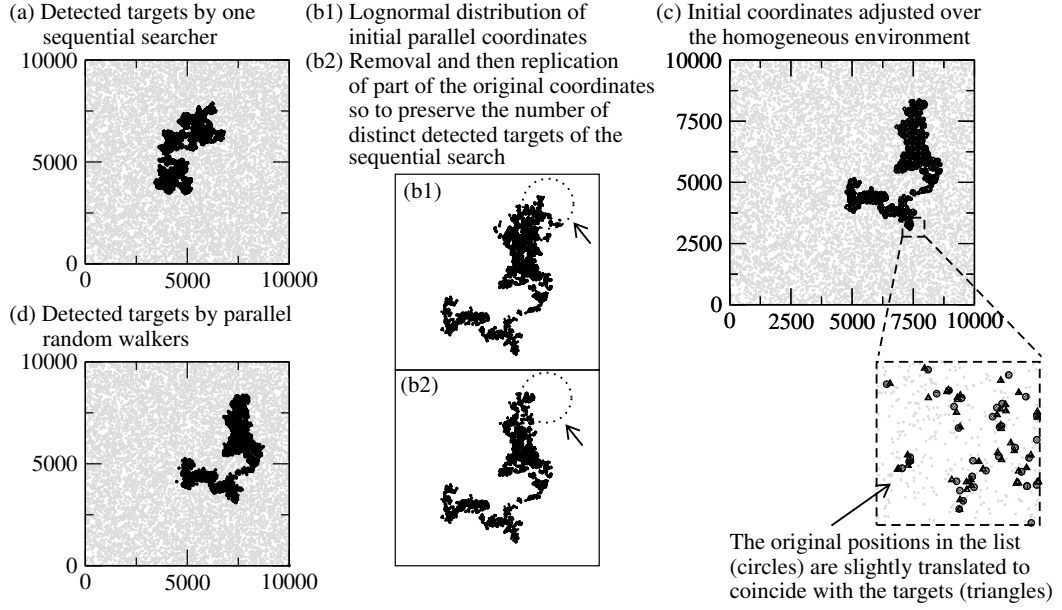 (a) Detected targets by one
sequential searcher
10000
5000
0
0 5000 10000
(b1) Lognormal distribution of
initial parallel coordinates
(b2) Removal and then replication
of part of the original coordinates
so to preserve the number of
distinct detected targets of the
sequential search
(b1)
(b2)
(c) Initial coordinates adjusted over
the homogeneous environment
10000
7500
5000
2500
0
0 2500 5000 7500 10000
(d) Detected targets by parallel
random walkers
10000
5000
0
0 5000 10000
The original positions in the list
(circles) are slightly translated to
coincide with the targets (triangles)